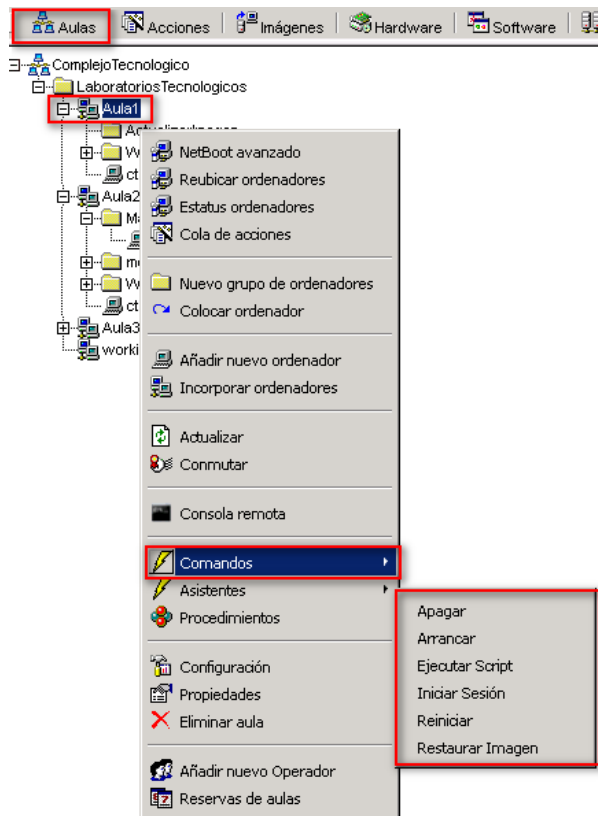 Aulas Acciones Imágenes Hardware Software
ComplejoTecnologico
LaboratoriosTecnologicos
Aula1
NetBoot avanzado
Reubicar ordenadores
Aula2
Estatus ordenadores
Cola de acciones
Nuevo grupo de ordenadores
Colocar ordenador
Aula3
Añadir nuevo ordenador
Incorporar ordenadores
Actualizar
Conmutar
Consola remota
Comandos
Asistentes
Procedimientos
Apagar
Arrancar
Ejecutar Script
Iniciar Sesión
Reiniciar
Restaurar Imagen
Configuración
Propiedades
Eliminar aula
Añadir nuevo Operador
Reservas de aulas